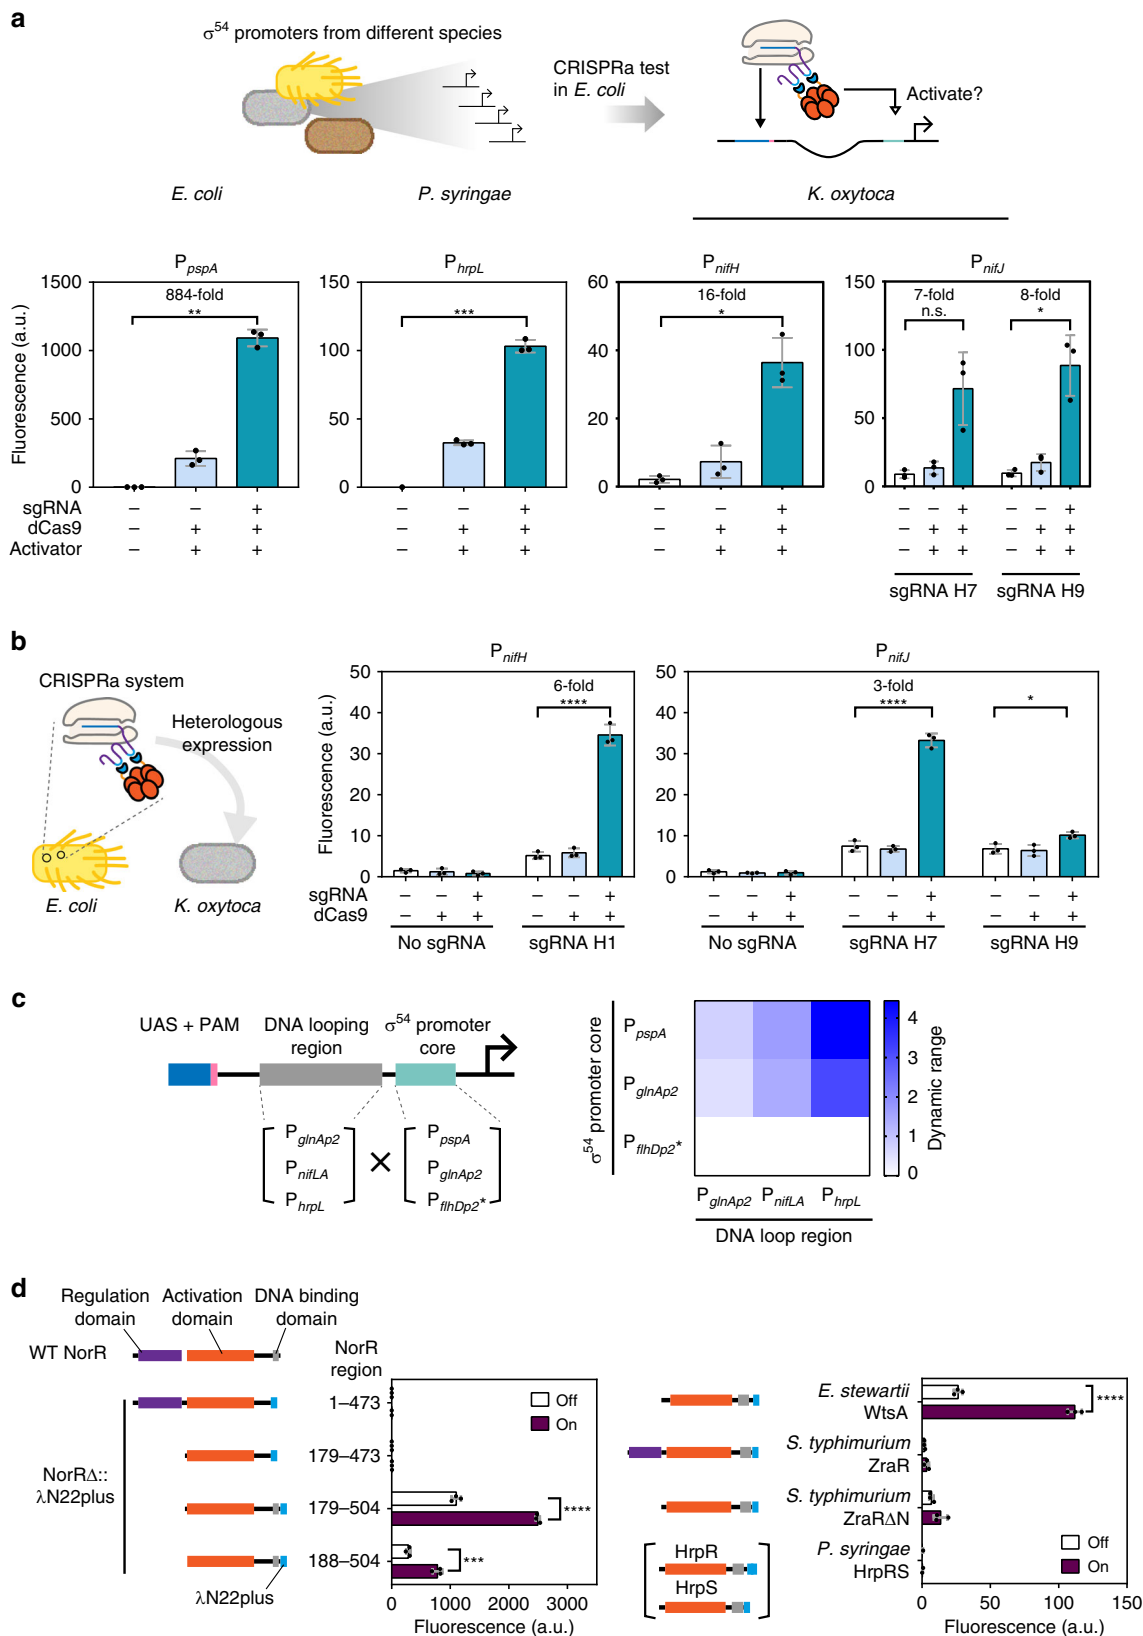 a
σ54 promoters from different species
CRISPRa test
in E. coli
Activate?
E. coli
P. syringae
K. oxytoca
PpspA
PhrpL
PnifH
PnifJ
Fluorescence (a.u.)
1500
1000
500
0
884-fold
**
150
100
50
0
***
60
40
20
0
16-fold
*
150
100
50
0
7-fold
n.s.
8-fold
*
sgRNA – – + – – + – – + – – + – – +
dCas9 – + + – + + – + + – + + – + +
Activator – + + – + + – + + – + + – + +
sgRNA H7 sgRNA H9
b
CRISPRa system
Heterologous
expression
E. coli
K. oxytoca
PnifH
PnifJ
Fluorescence (a.u.)
50
40
30
20
10
0
6-fold
****
50
40
30
20
10
0
3-fold
****
*
sgRNA – – + – – + – – + – – + – – +
dCas9 – + + – + + – + + – + + – + +
No sgRNA sgRNA H1 No sgRNA sgRNA H7 sgRNA H9
c
UAS + PAM
DNA looping
region
σ54 promoter
core
PglnAp2
PnifLA
PhrpL
×
PpspA
PglnAp2
PflhDp2*
σ54 promoter core
PpspA
PglnAp2
PflhDp2*
PglnAp2 PnifLA PhrpL
DNA loop region
4
3
2
1
0
Dynamic range
d
Regulation
domain
Activation
domain
DNA binding
domain
WT NorR
NorR
region
NorRΔ::
λN22plus
1–473
179–473
179–504
188–504
λN22plus
Off
On
****
***
0 1000 2000 3000
Fluorescence (a.u.)
HrpR
HrpS
E. stewartii
WtsA
S. typhimurium
ZraR
S. typhimurium
ZraRΔN
P. syringae
HrpRS
****
Off
On
0 50 100 150
Fluorescence (a.u.)